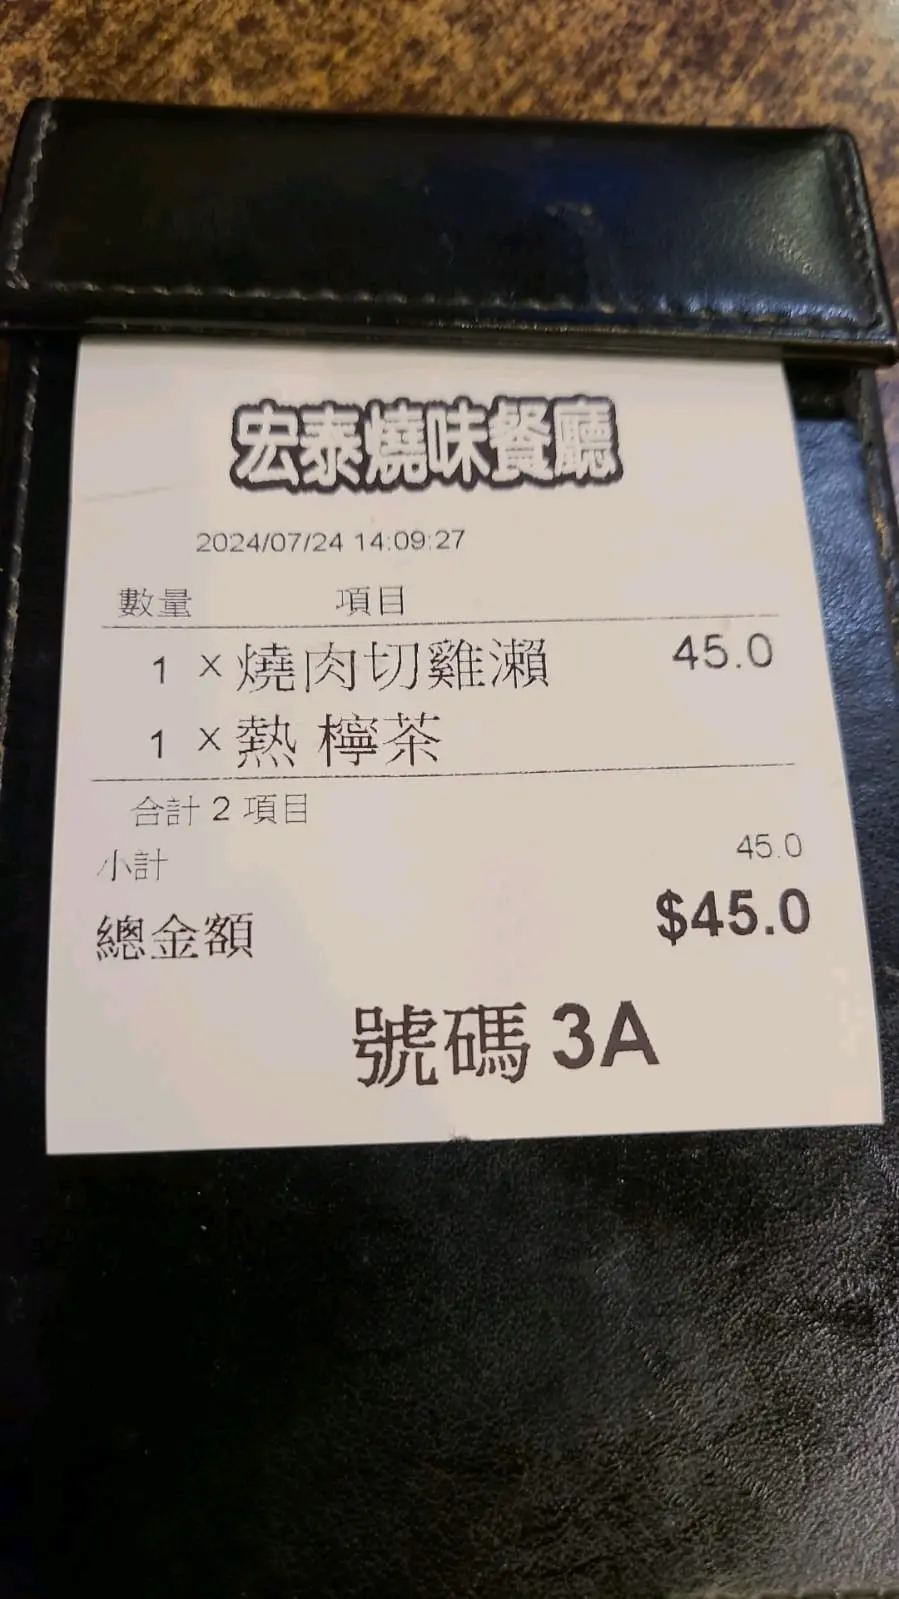 宏泰燒味餐廳
2024/07/24 14:09:27
數量 項目
1 x 燒肉切雞瀨 45.0
1 x 熱 檸茶
合計 2 項目
小計 45.0
總金額 $45.0
號碼 3A